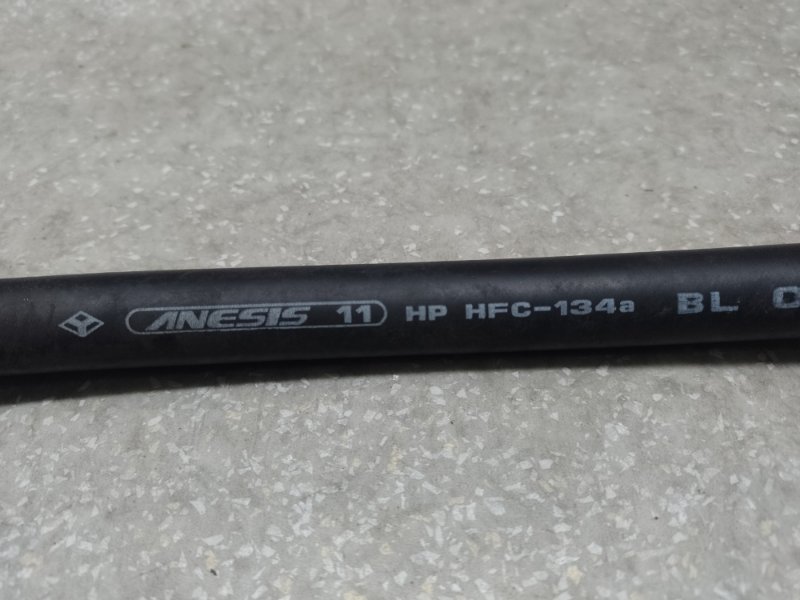 ANESIS 11 HP HFC-134a BL